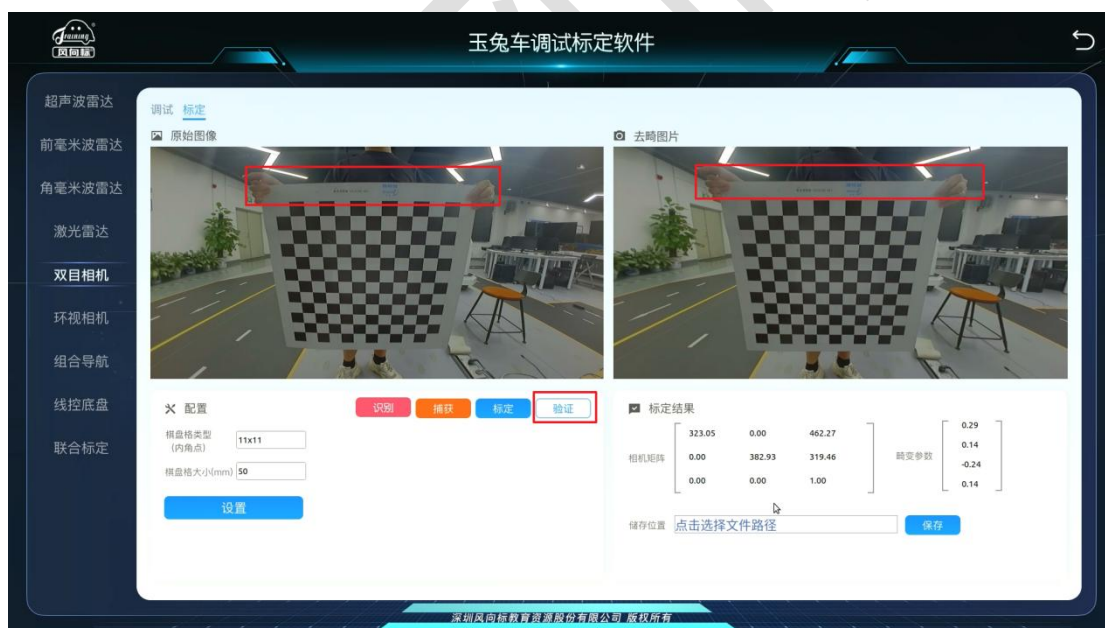 Training
风向标
玉兔车调试标定软件
超声波雷达
前毫米波雷达
角毫米波雷达
激光雷达
双目相机
环视相机
组合导航
线控底盘
联合标定
调试 标定
原始图像
去畸图片
配置
识别 捕获 标定 验证
棋盘格类型
(内角点)
11x11
棋盘格大小(mm) 50
设置
标定结果
相机矩阵
323.05 0.00 462.27
0.00 382.93 319.46
0.00 0.00 1.00
畸变参数
0.29
0.14
-0.24
0.14
储存位置 点击选择文件路径 保存
深圳风向标教育资源股份有限公司 版权所有